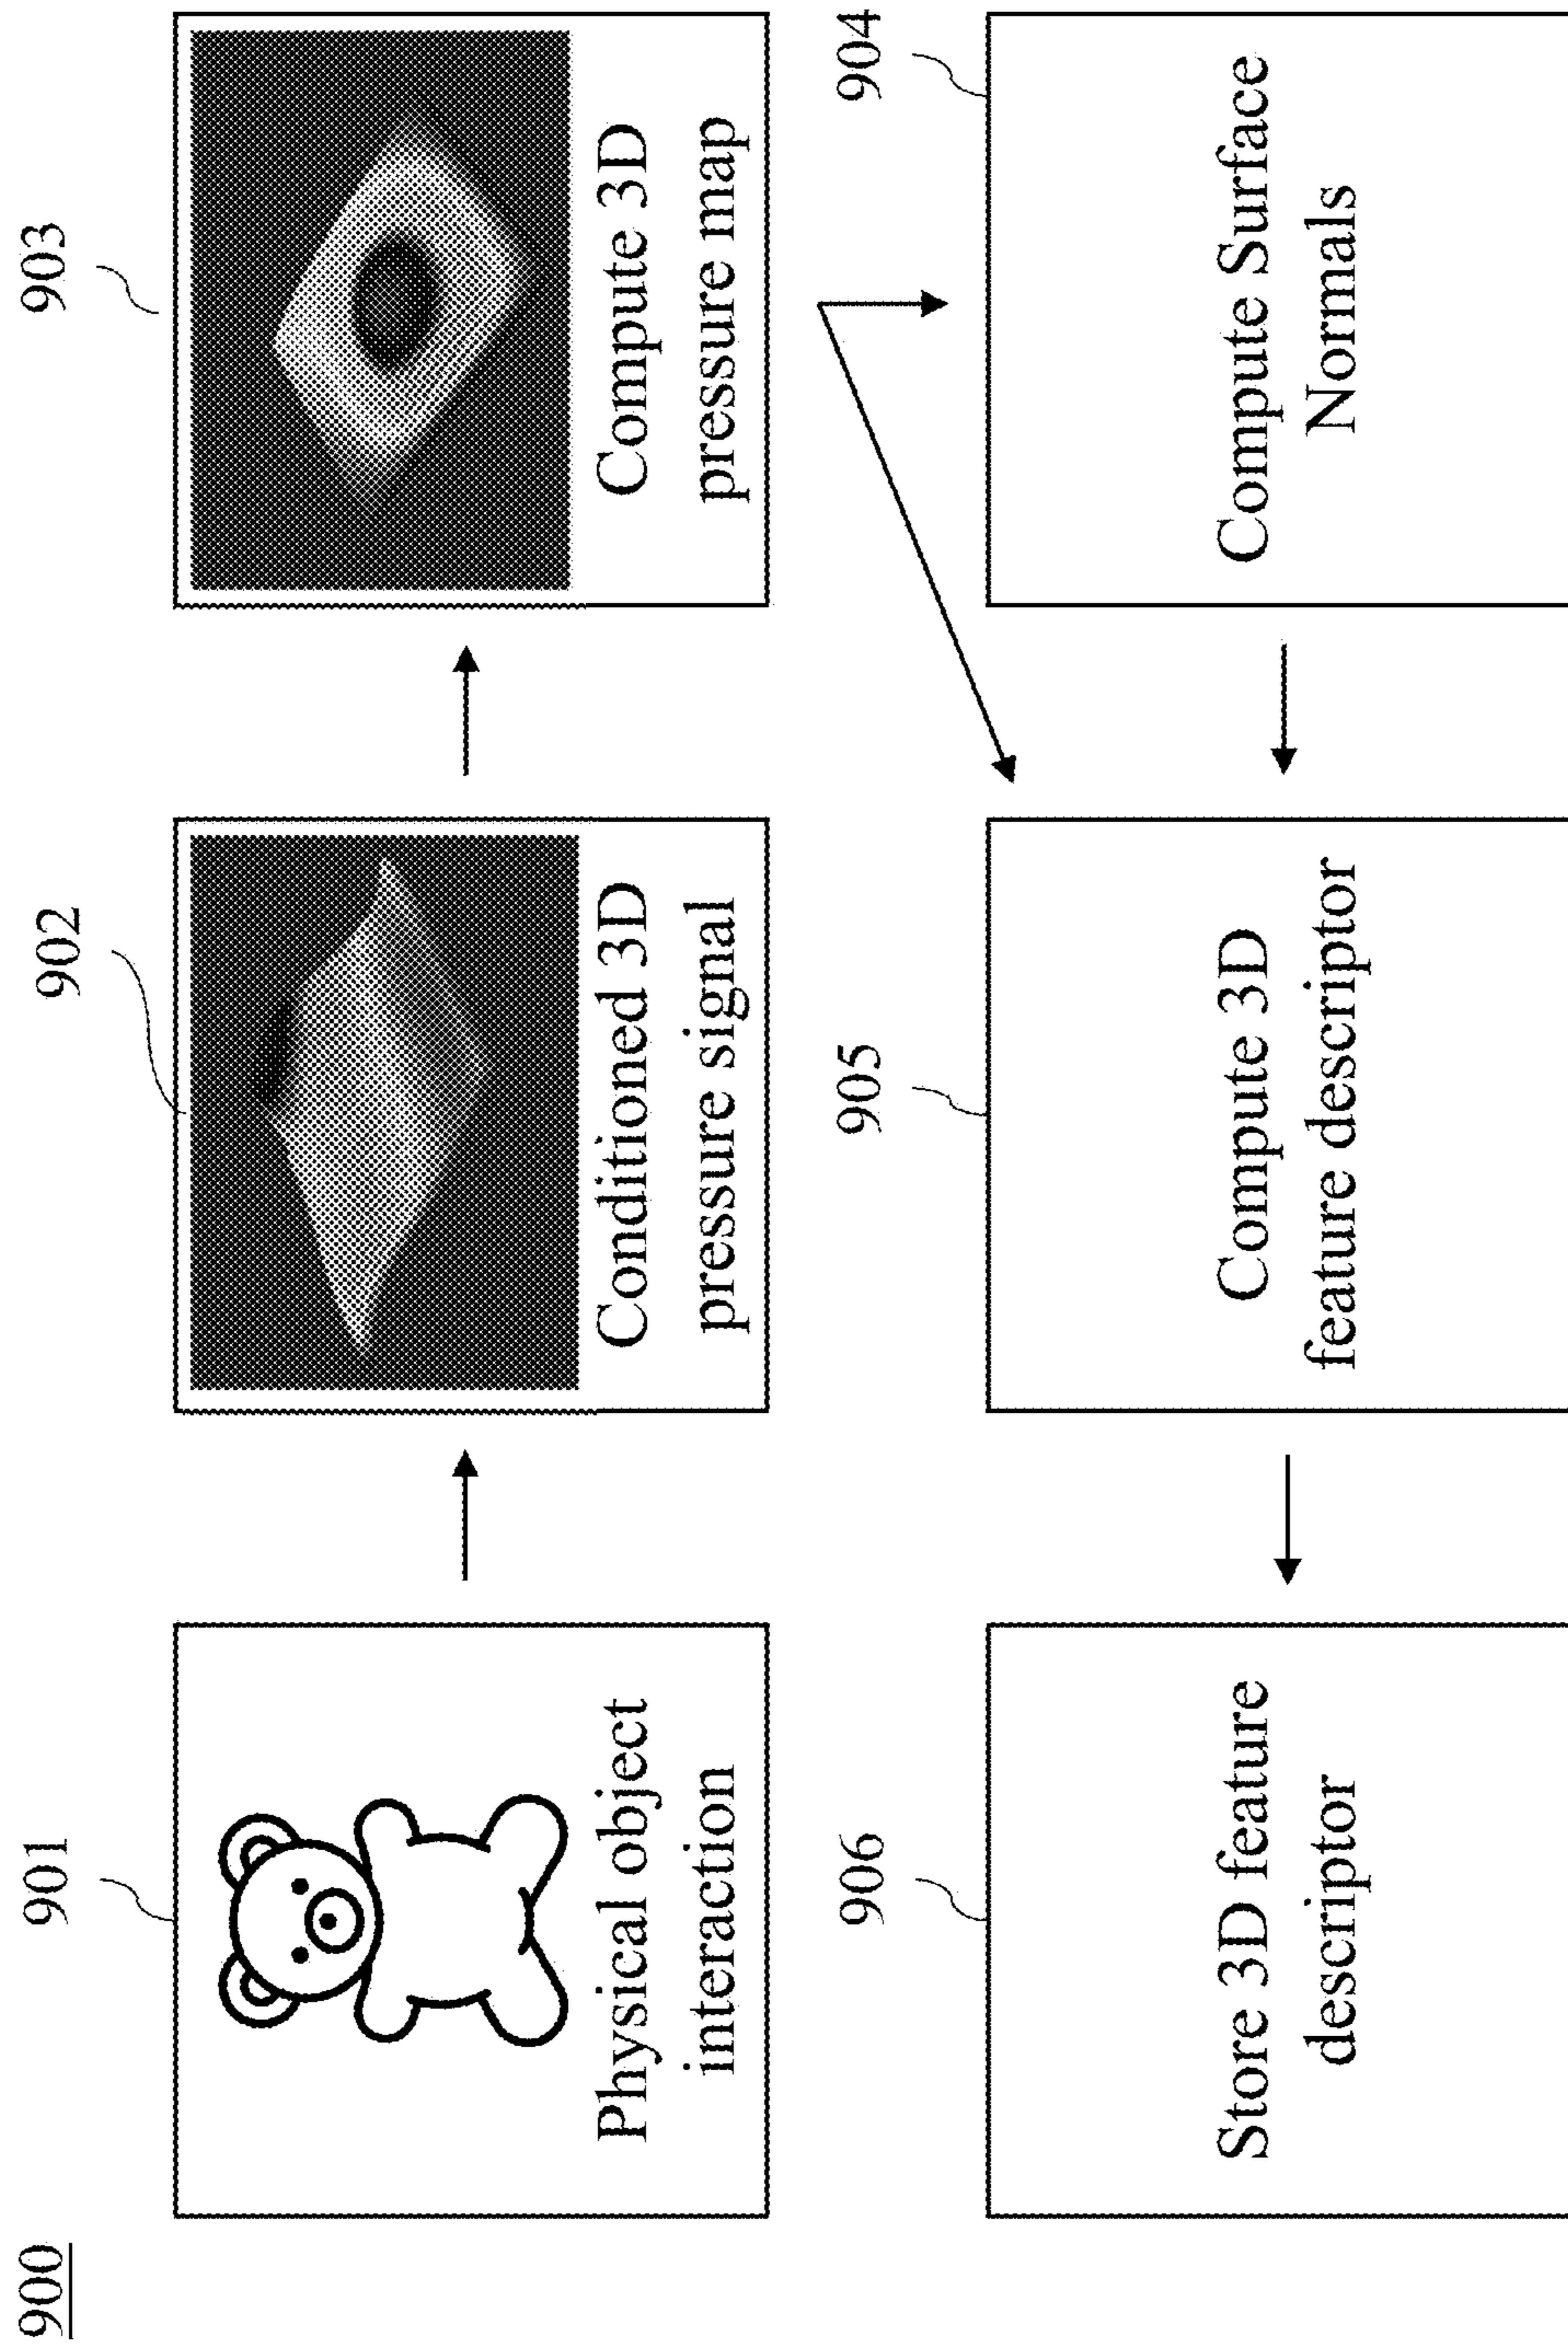 900
901
Physical object
interaction
902
Conditioned 3D
pressure signal
903
Compute 3D
pressure map
904
Compute Surface
Normals
905
Compute 3D
feature descriptor
906
Store 3D feature
descriptor